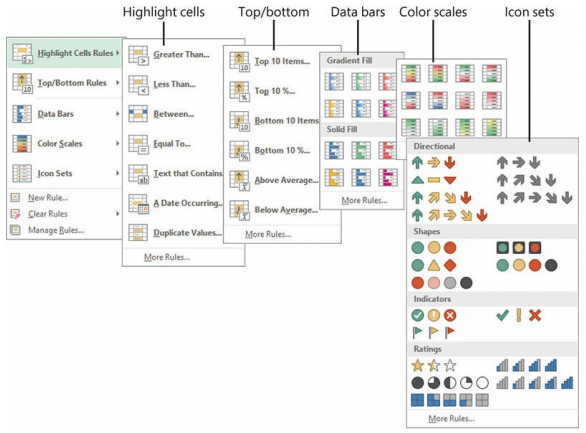 Highlight cells
Top/bottom
Data bars
Color scales
Icon sets
Highlight Cells Rules
Top/Bottom Rules
Data Bars
Color Scales
Icon Sets
New Rule...
Clear Rules
Manage Rules...
Greater Than...
Less Than...
Between...
Equal To...
Text that Contains
A Date Occurring...
Duplicate Values...
More Rules...
Top 10 Items...
Top 10 %...
Bottom 10 Items
Bottom 10 %...
Above Average...
Below Average...
More Rules...
Gradient Fill
Solid Fill
More Rules...
Directional
Shapes
Indicators
Ratings
More Rules...